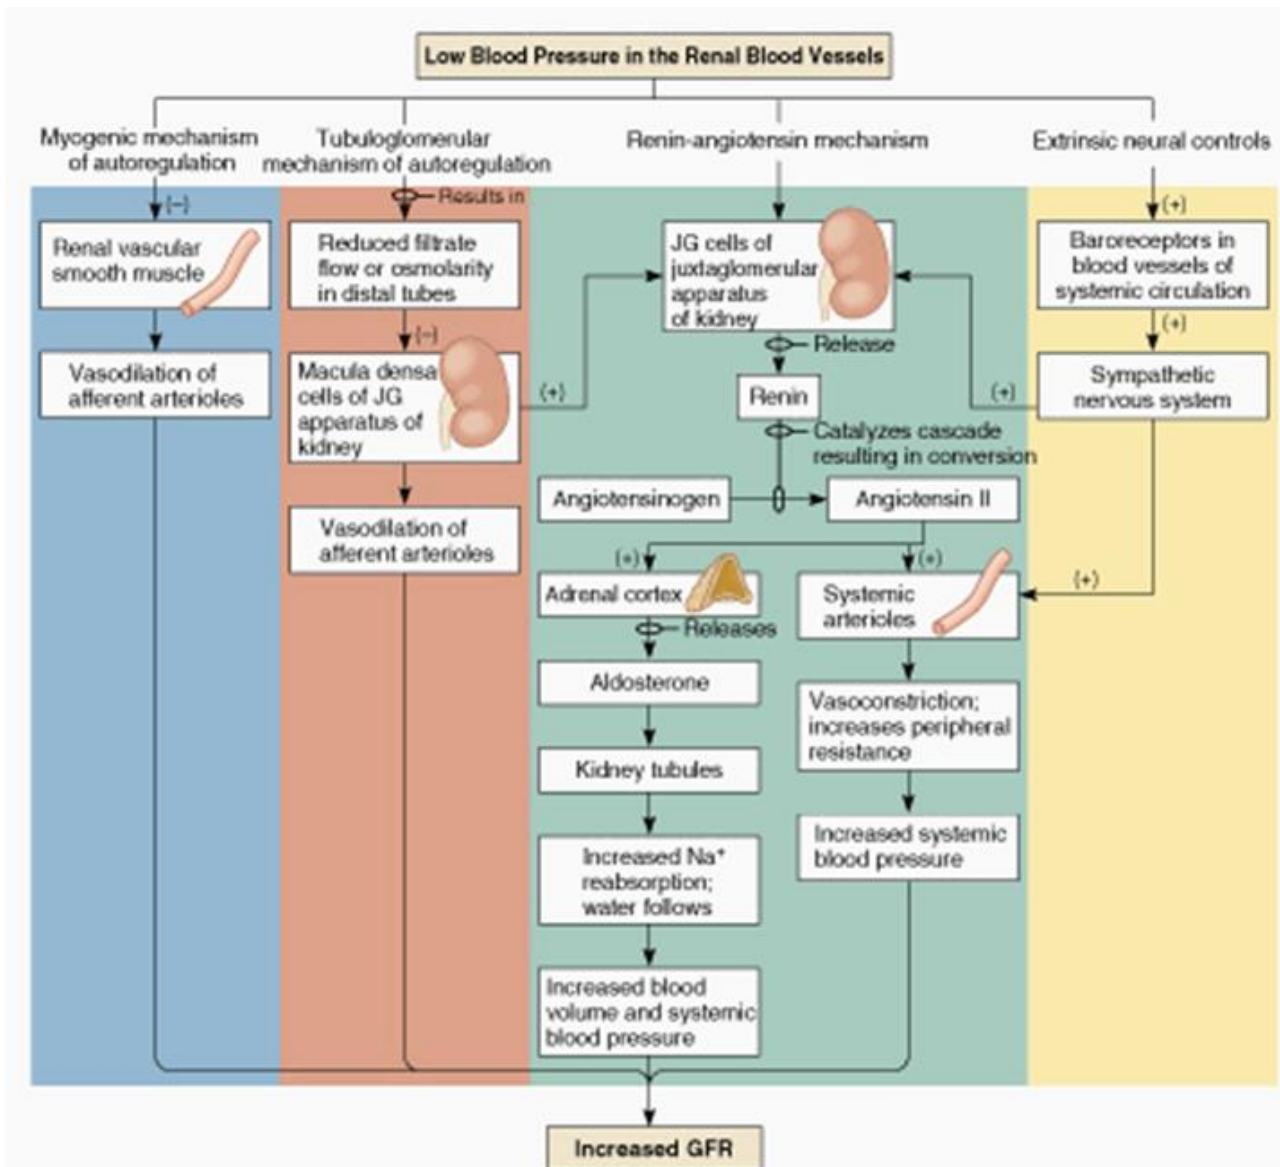 Low Blood Pressure in the Renal Blood Vessels
Myogenic mechanism
of autoregulation
Tubuloglomerular
mechanism of autoregulation
Renin-angiotensin mechanism
Extrinsic neural controls
(–)
Renal vascular
smooth muscle
Vasodilation of
afferent arterioles
Results in
Reduced filtrate
flow or osmolarity
in distal tubes
(–)
Macula densa
cells of JG
apparatus of
kidney
(+)
Vasodilation of
afferent arterioles
JG cells of
juxtaglomerular
apparatus
of kidney
Release
Renin
Catalyzes cascade
resulting in conversion
Angiotensinogen
Angiotensin II
(+)
(+)
Adrenal cortex
Releases
Aldosterone
Kidney tubules
Increased Na⁺
reabsorption;
water follows
Increased blood
volume and systemic
blood pressure
Systemic
arterioles
Vasoconstriction;
increases peripheral
resistance
Increased systemic
blood pressure
(+)
Baroreceptors in
blood vessels of
systemic circulation
(+)
Sympathetic
nervous system
(+)
(+)
Increased GFR